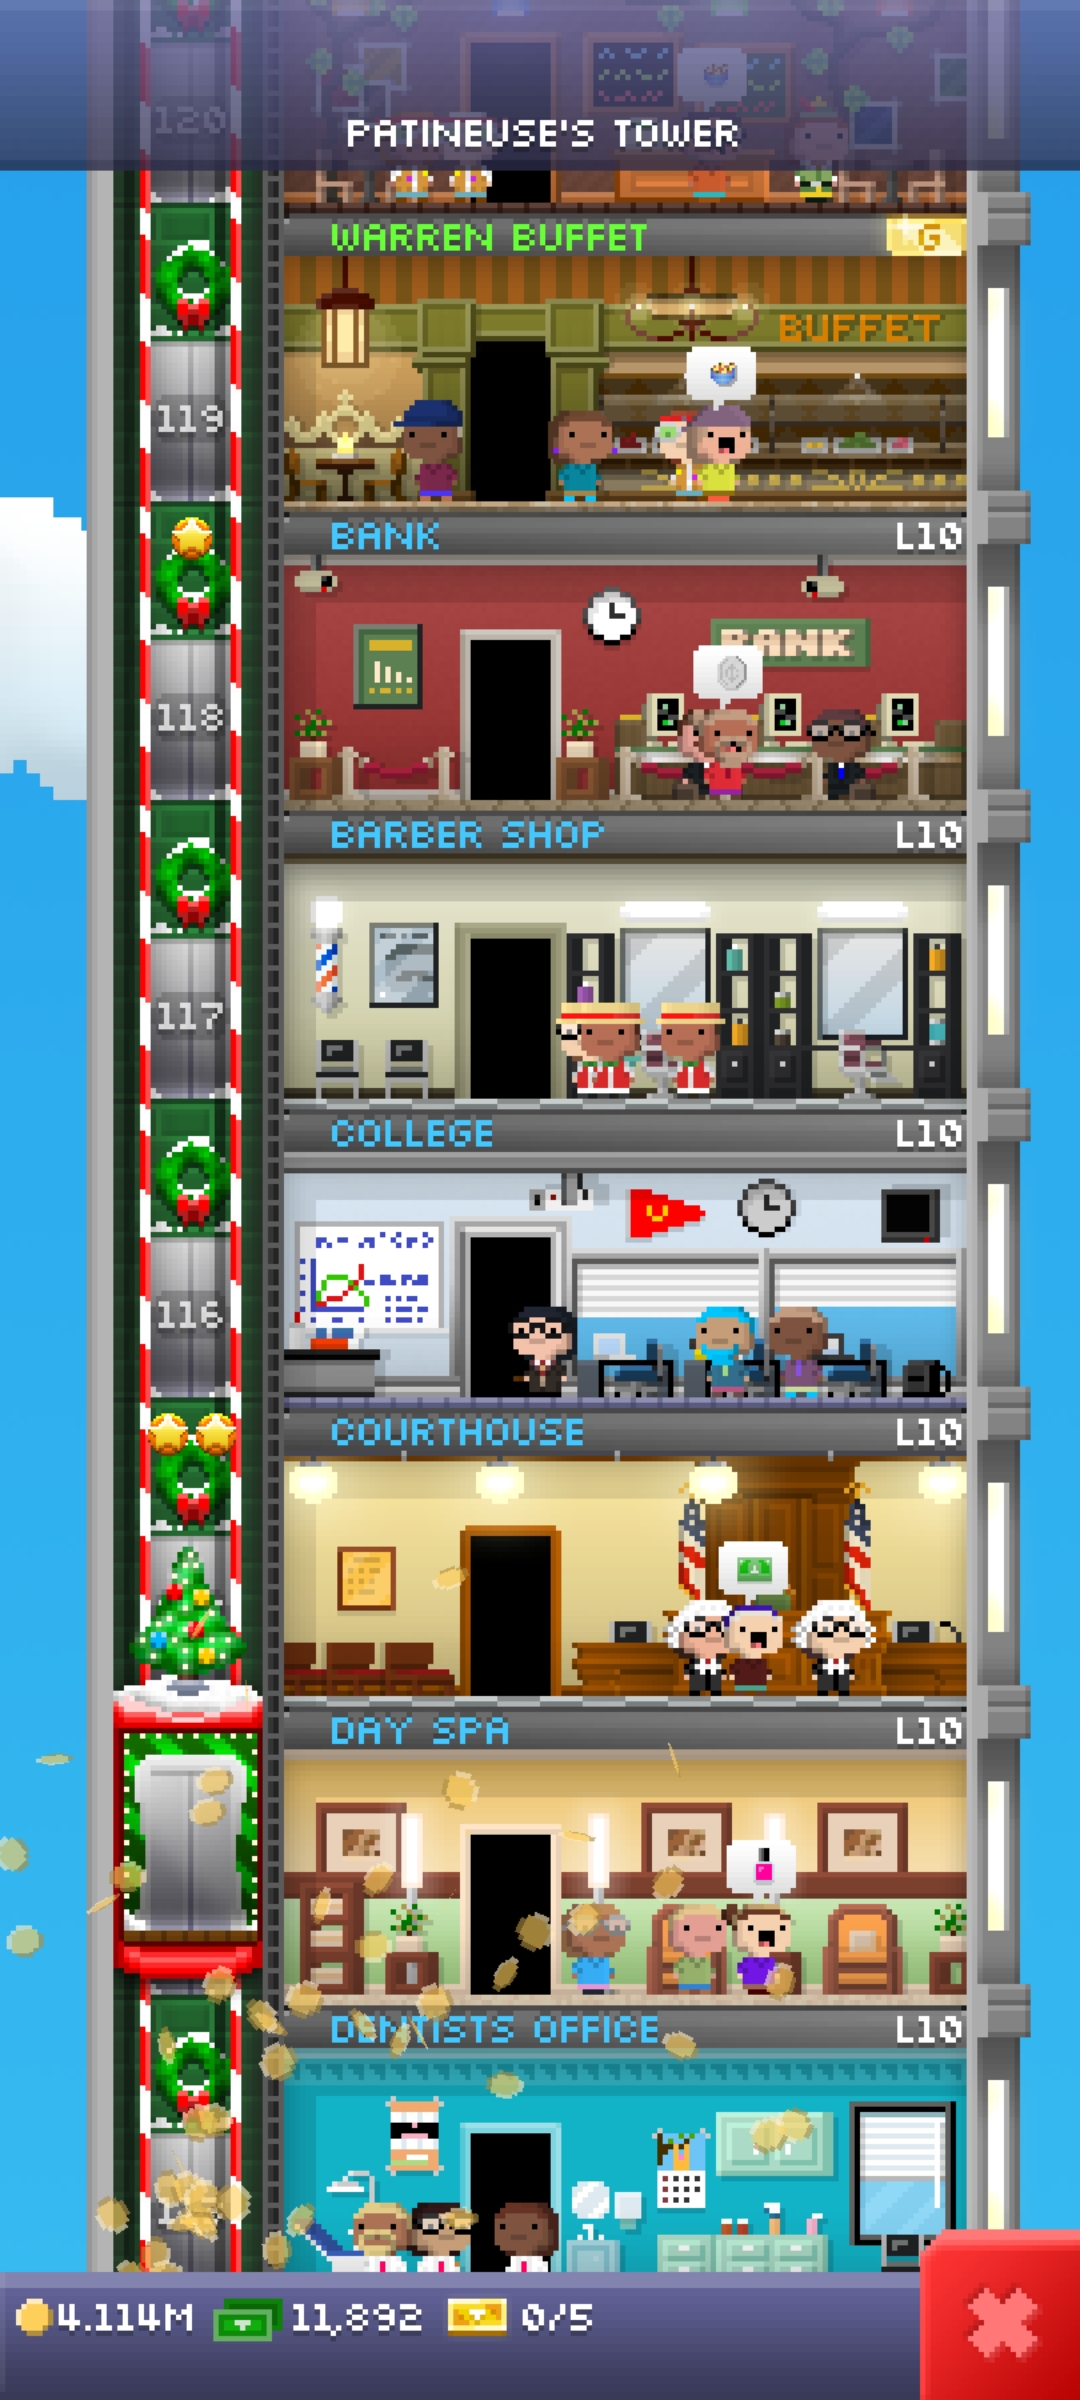 120
PATINEUSE'S TOWER
WARREN BUFFET G
BUFFET
119
BANK L10
BANK
118
BARBER SHOP L10
117
COLLEGE L10
116
COURTHOUSE L10
DAY SPA L10
DENTISTS OFFICE L10
4.114M 11,892 0/5